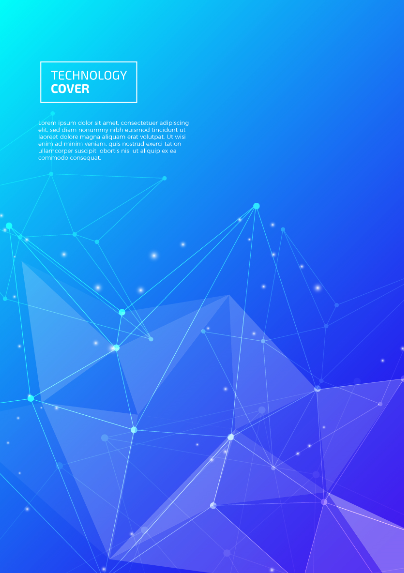 TECHNOLOGY
COVER
Lorem ipsum dolor sit amet, consectetuer adipiscing
elit, sed diam nonummy nibh euismod tincidunt ut
laoreet dolore magna aliquam erat volutpat. Ut wisi
enim ad minim veniam, quis nostrud exerci tation
ullamcorper suscipit lobortis nisl ut aliquip ex ea
commodo consequat.